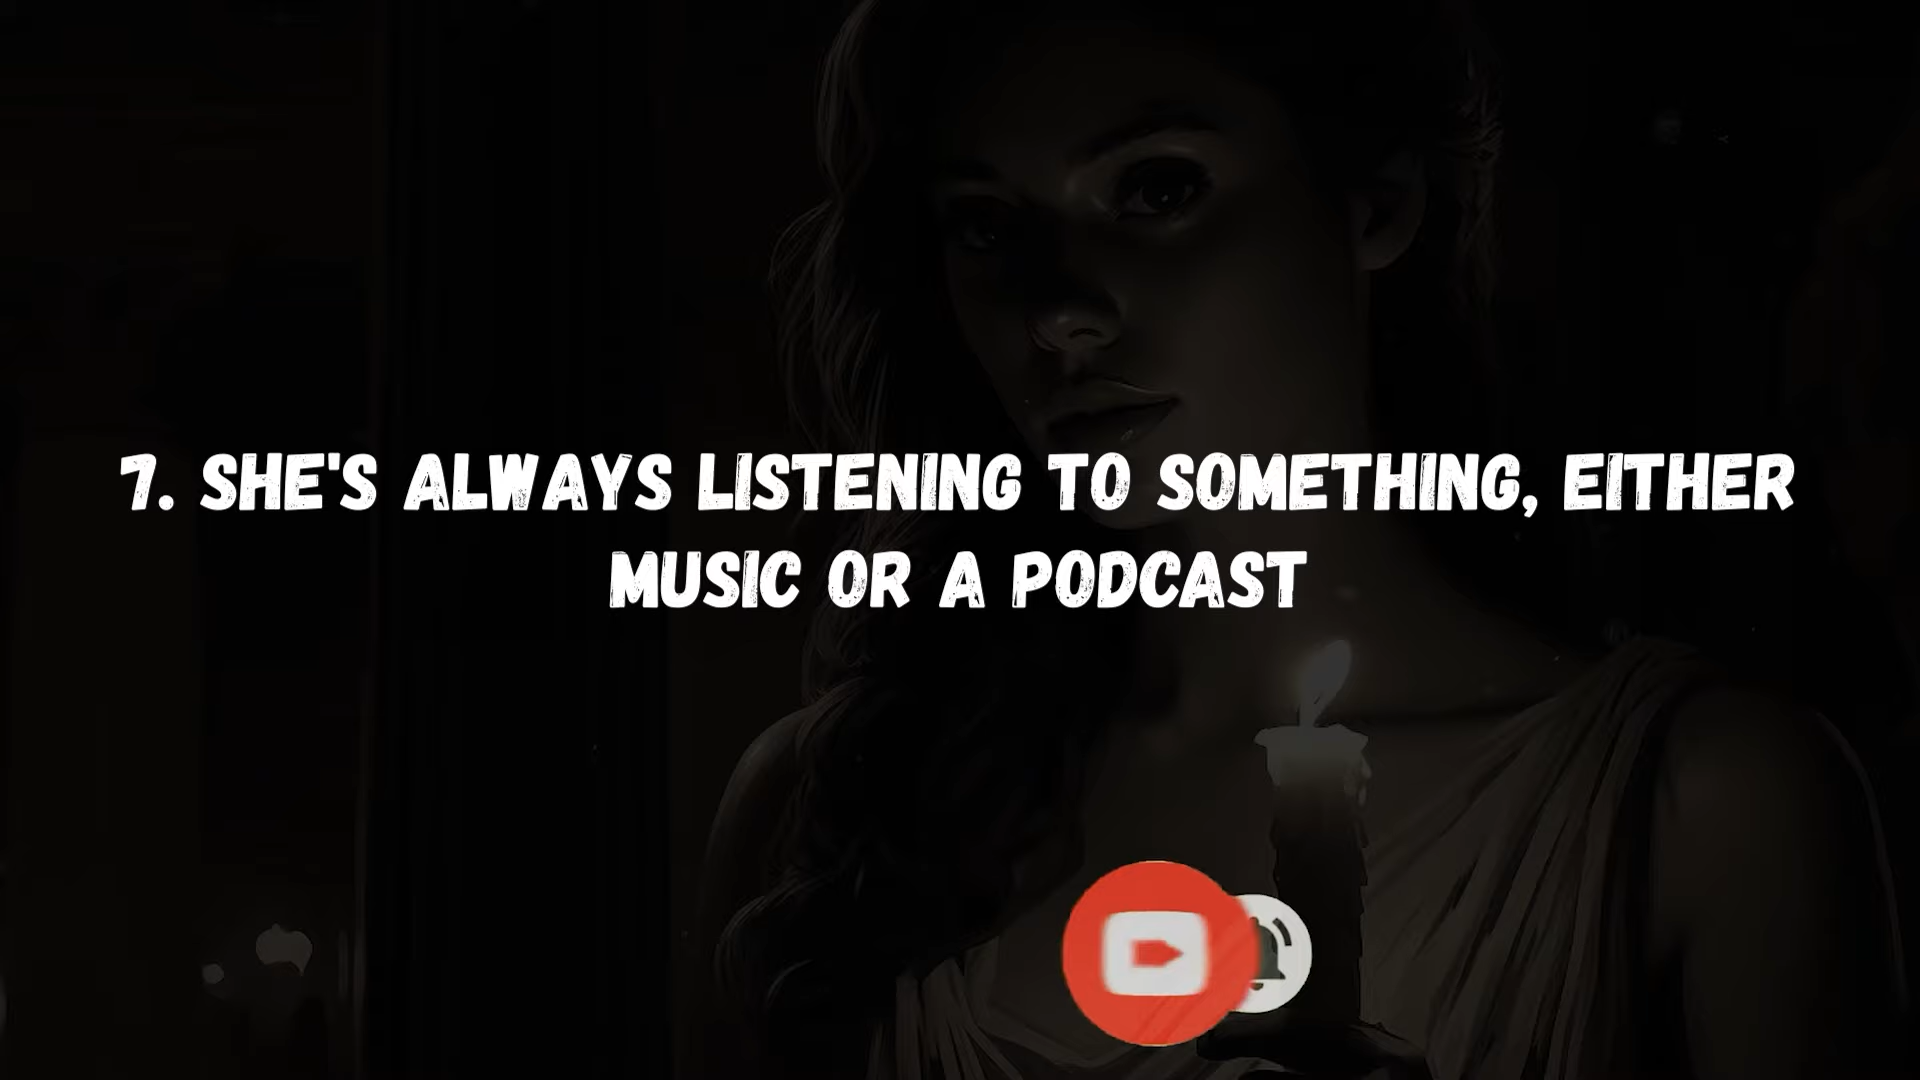 7. SHE'S ALWAYS LISTENING TO SOMETHING, EITHER
MUSIC OR A PODCAST